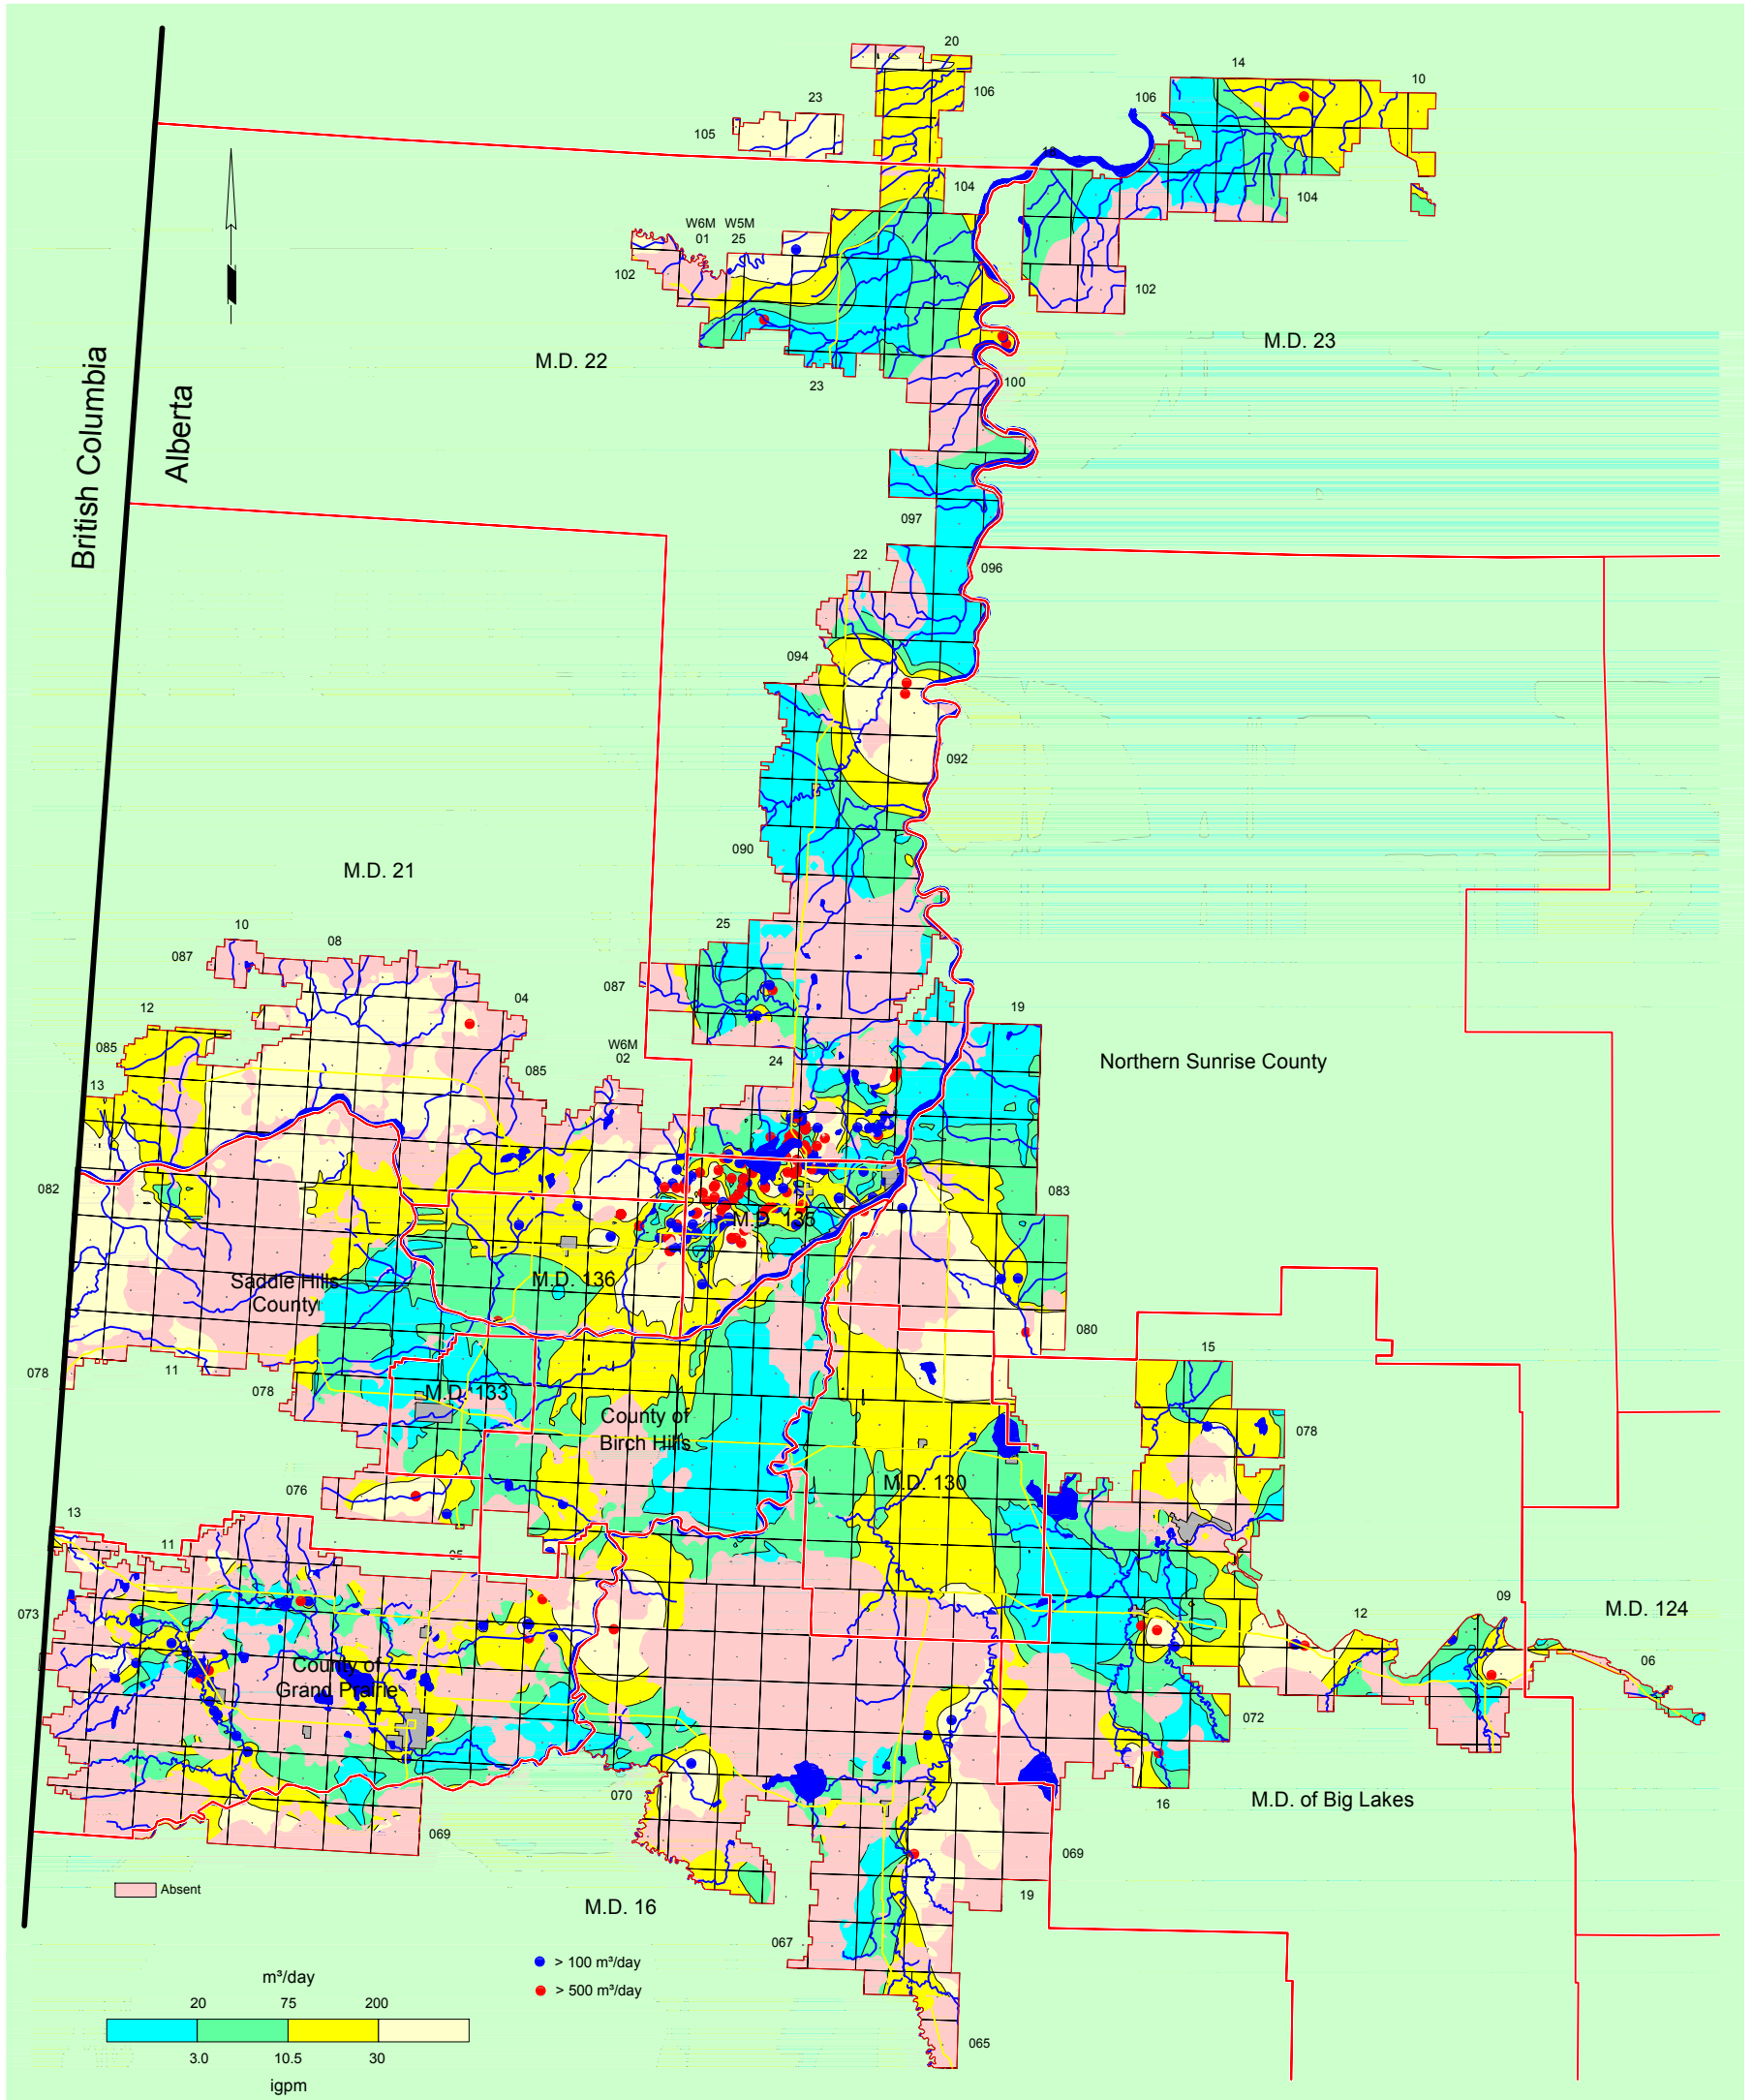 20
14
10
106
23
106
105
18
104
104
W6M W5M
01 25
102
102
M.D. 23
M.D. 22
100
23
British Columbia
Alberta
097
22
096
094
092
090
M.D. 21
25
10
08
087
087
04
12
19
085
W6M
02
24
Northern Sunrise County
085
13
082
083
M.D. 135
Saddle Hills
County
M.D. 136
080
15
078
11
078
M.D. 133
County of
Birch Hills
078
M.D. 130
076
13
11
05
09
073
12
M.D. 124
County of
Grand Prairie
06
072
070
16
M.D. of Big Lakes
069
069
Absent
19
M.D. 16
067
> 100 m³/day
m³/day
> 500 m³/day
20 75 200
065
3.0 10.5 30
igpm